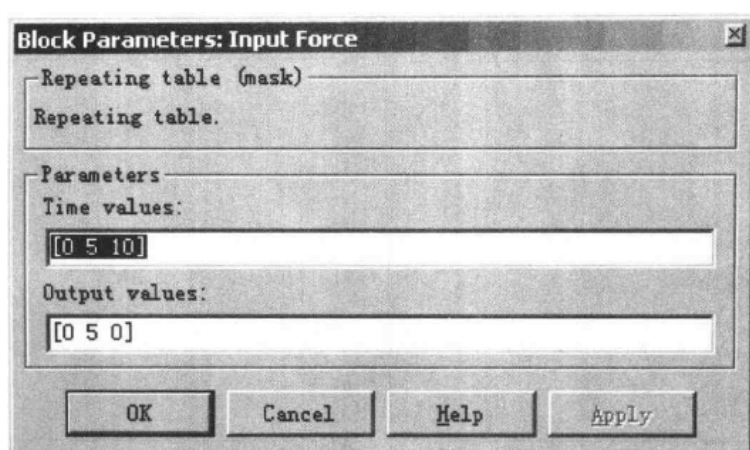 Block Parameters: Input Force
Repeating table (mask)
Repeating table.
Parameters
Time values:
[0 5 10]
Output values:
[0 5 0]
OK Cancel Help Apply